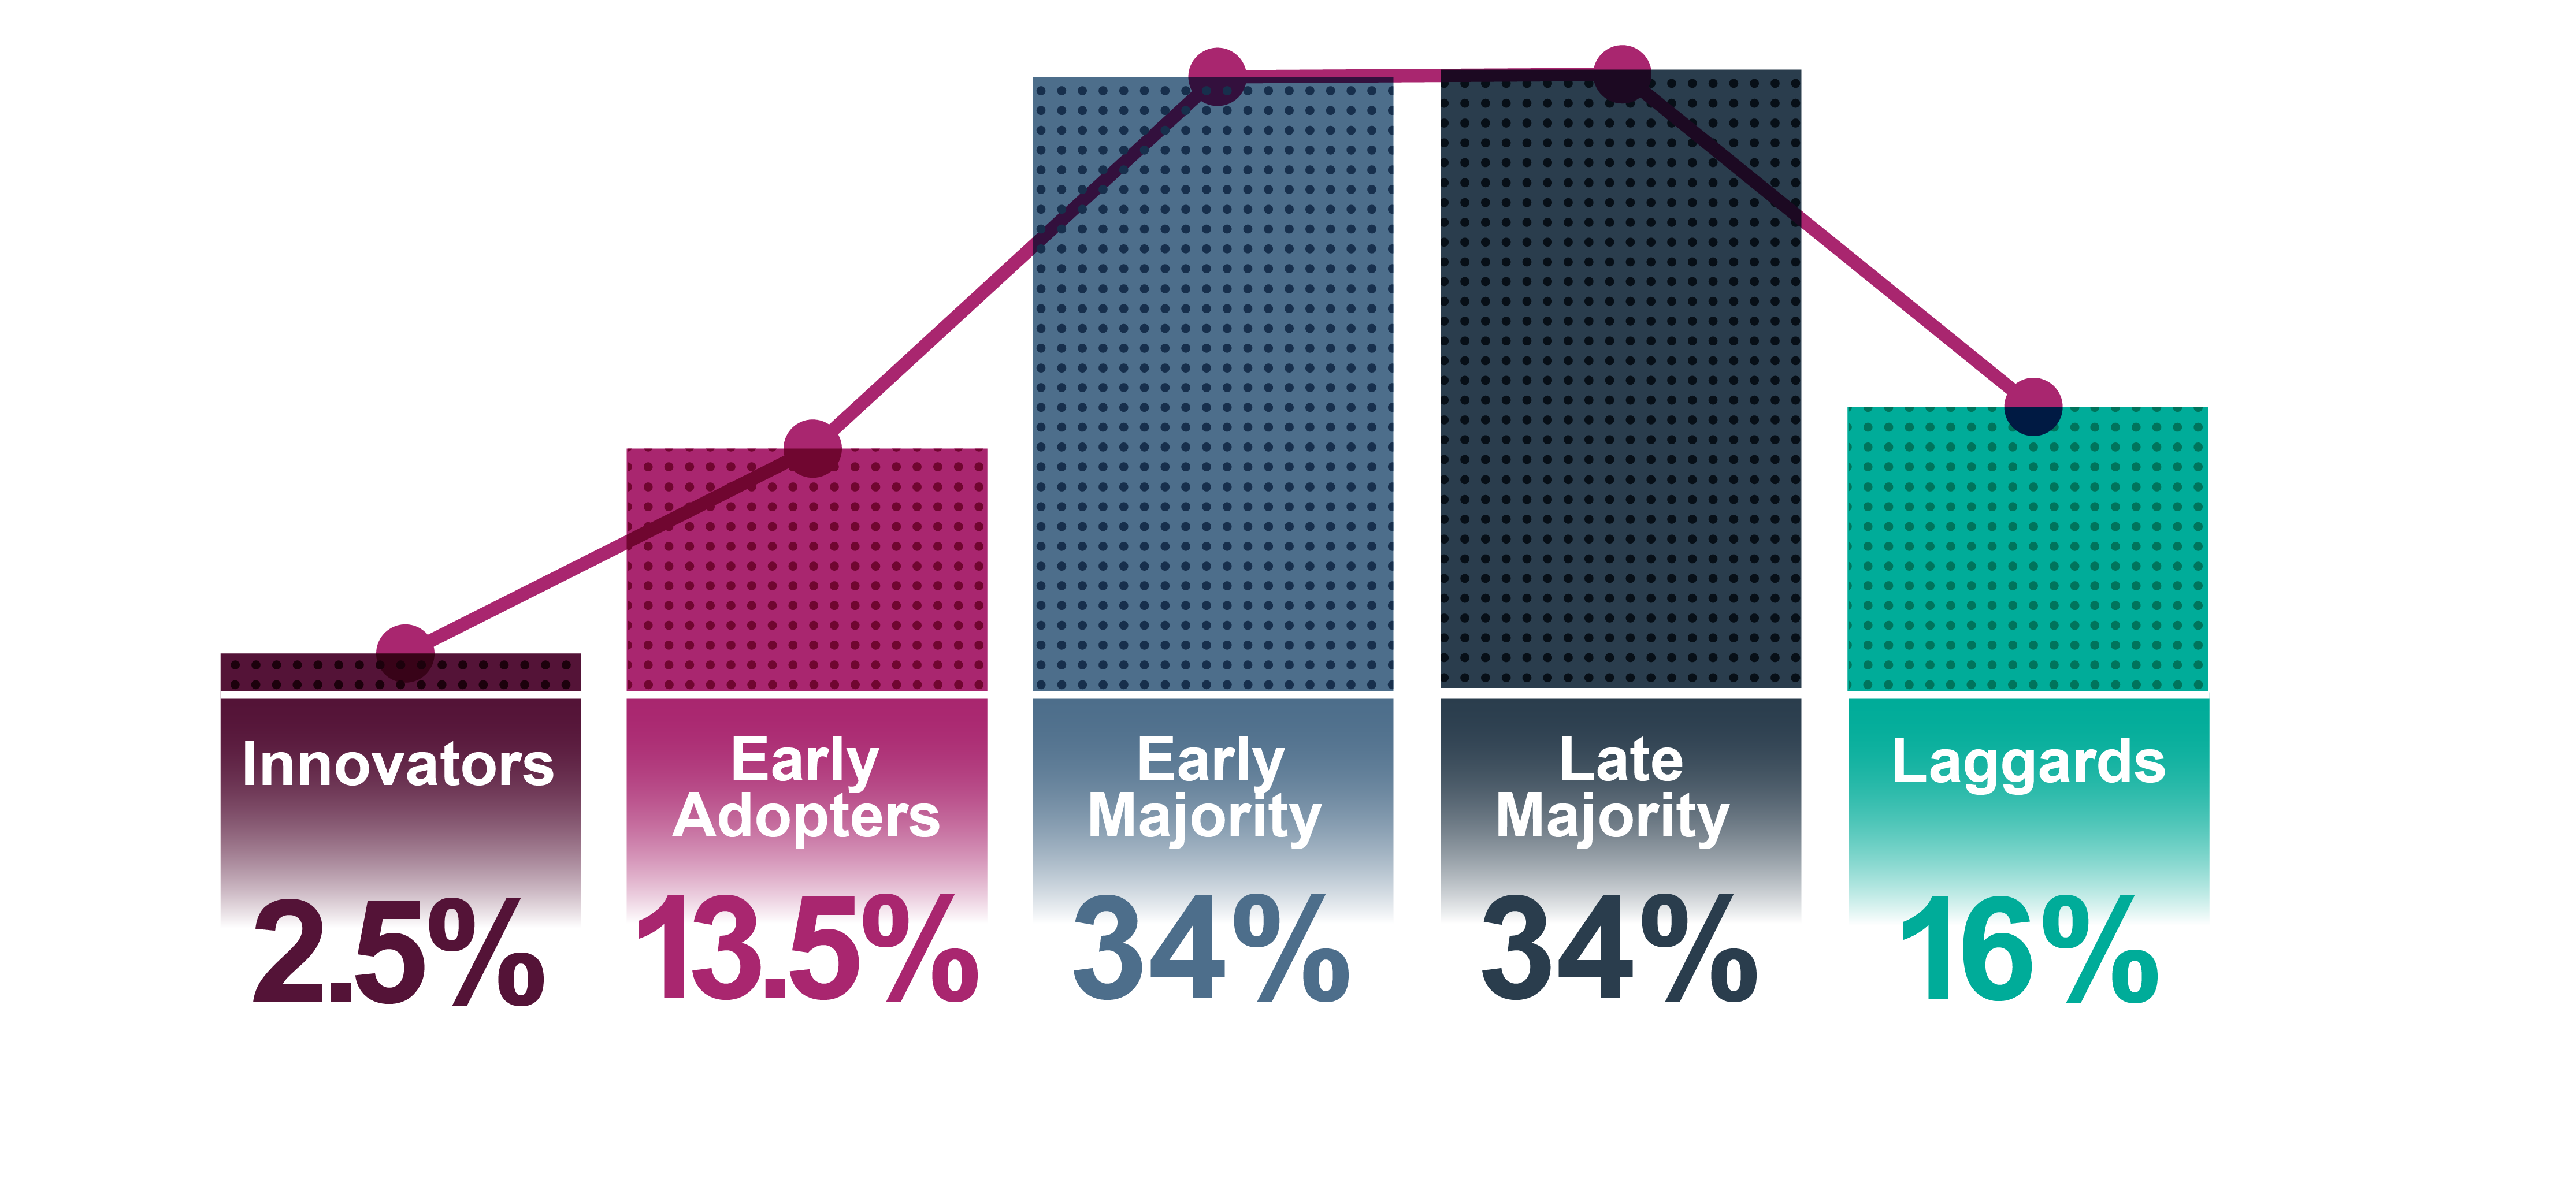 Innovators
2.5%
Early
Adopters
13.5%
Early
Majority
34%
Late
Majority
34%
Laggards
16%